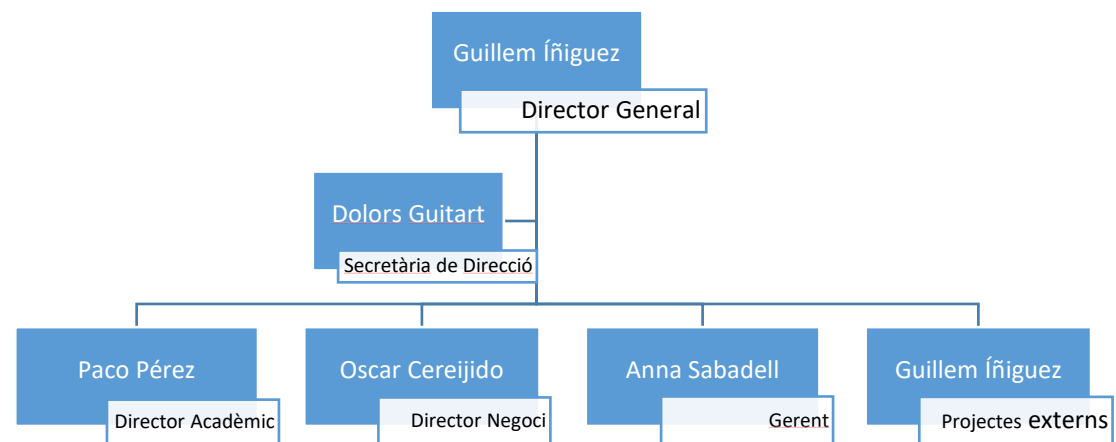 Guillem Íñiguez
Director General
Dolors Guitart
Secretària de Direcció
Paco Pérez
Director Acadèmic
Oscar Cereijido
Director Negoci
Anna Sabadell
Gerent
Guillem Íñiguez
Projectes externs